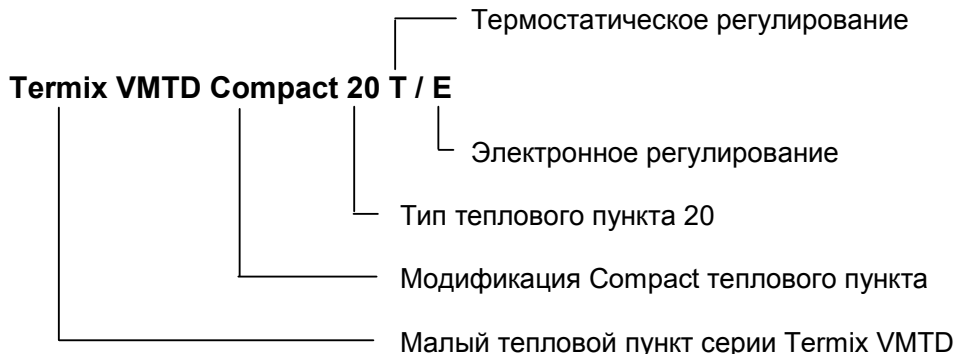 Термостатическое регулирование
Termix VMTD Compact 20 T / E
Электронное регулирование
Тип теплового пункта 20
Модификация Compact теплового пункта
Малый тепловой пункт серии Termix VMTD